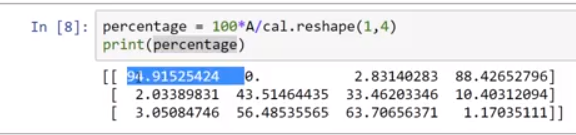 In [8]: percentage = 100*A/cal.reshape(1,4)
print(percentage)
[[ 94.91525424 0. 2.83140283 88.42652796]
[ 2.03389831 43.51464435 33.46203346 10.40312094]
[ 3.05084746 56.48535565 63.70656371 1.17035111]]